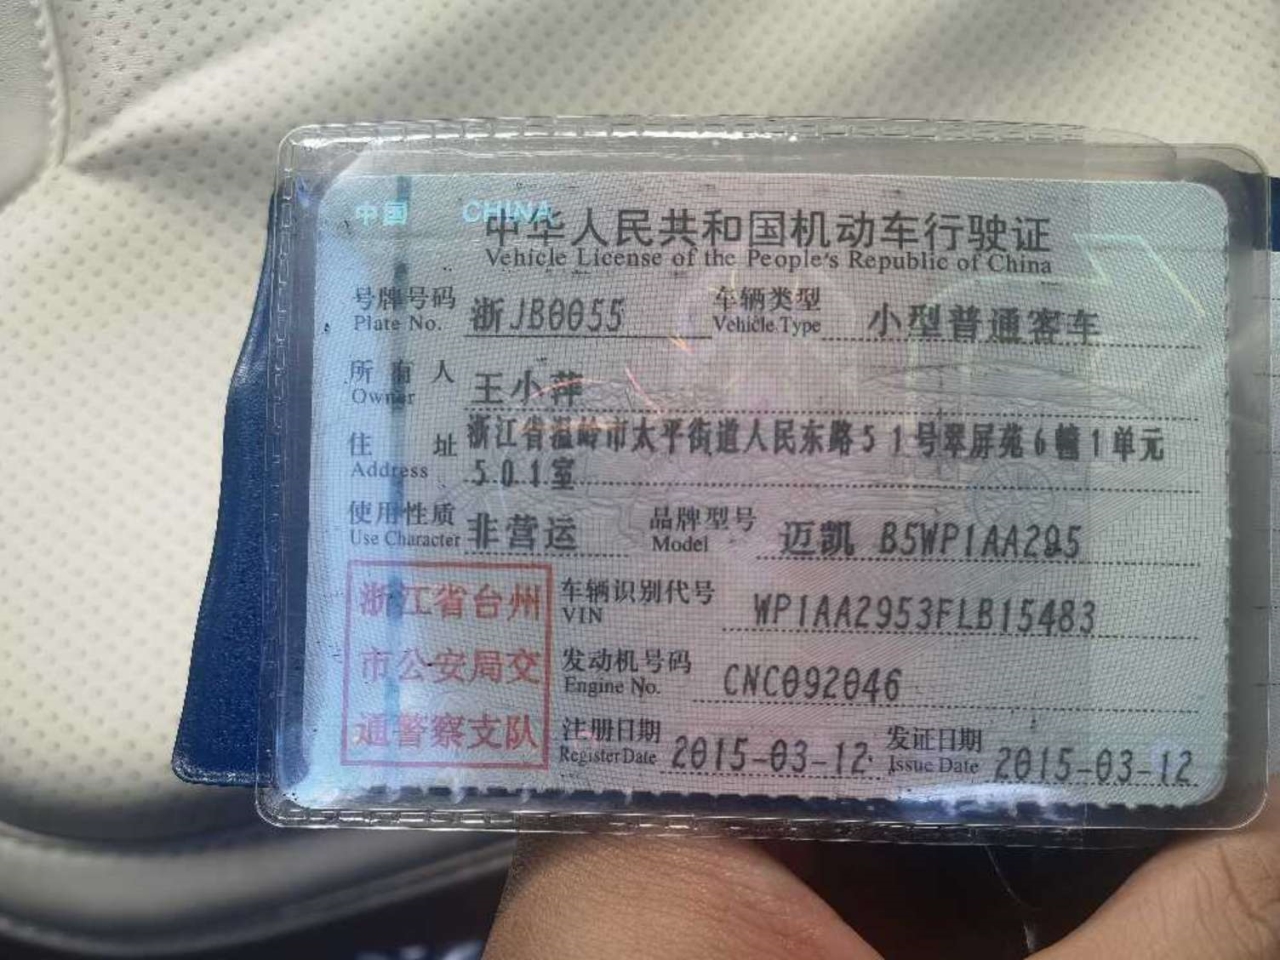 中国 CHINA
中华人民共和国机动车行驶证
Vehicle License of the People's Republic of China
号牌号码 浙JB0055 车辆类型 小型普通客车
Plate No. Vehicle Type
所有人 王小萍
Owner
住址 浙江省温岭市太平街道人民东路51号翠屏苑6幢1单元
Address 501室
使用性质 非营运 品牌型号 迈凯 B5WP1AA295
Use Character Model
浙江省台州 车辆识别代号 WP1AA2953FLB15483
VIN
市公安局交 发动机号码 CNC092046
Engine No.
通警察支队 注册日期 2015-03-12 发证日期 2015-03-12
Register Date Issue Date